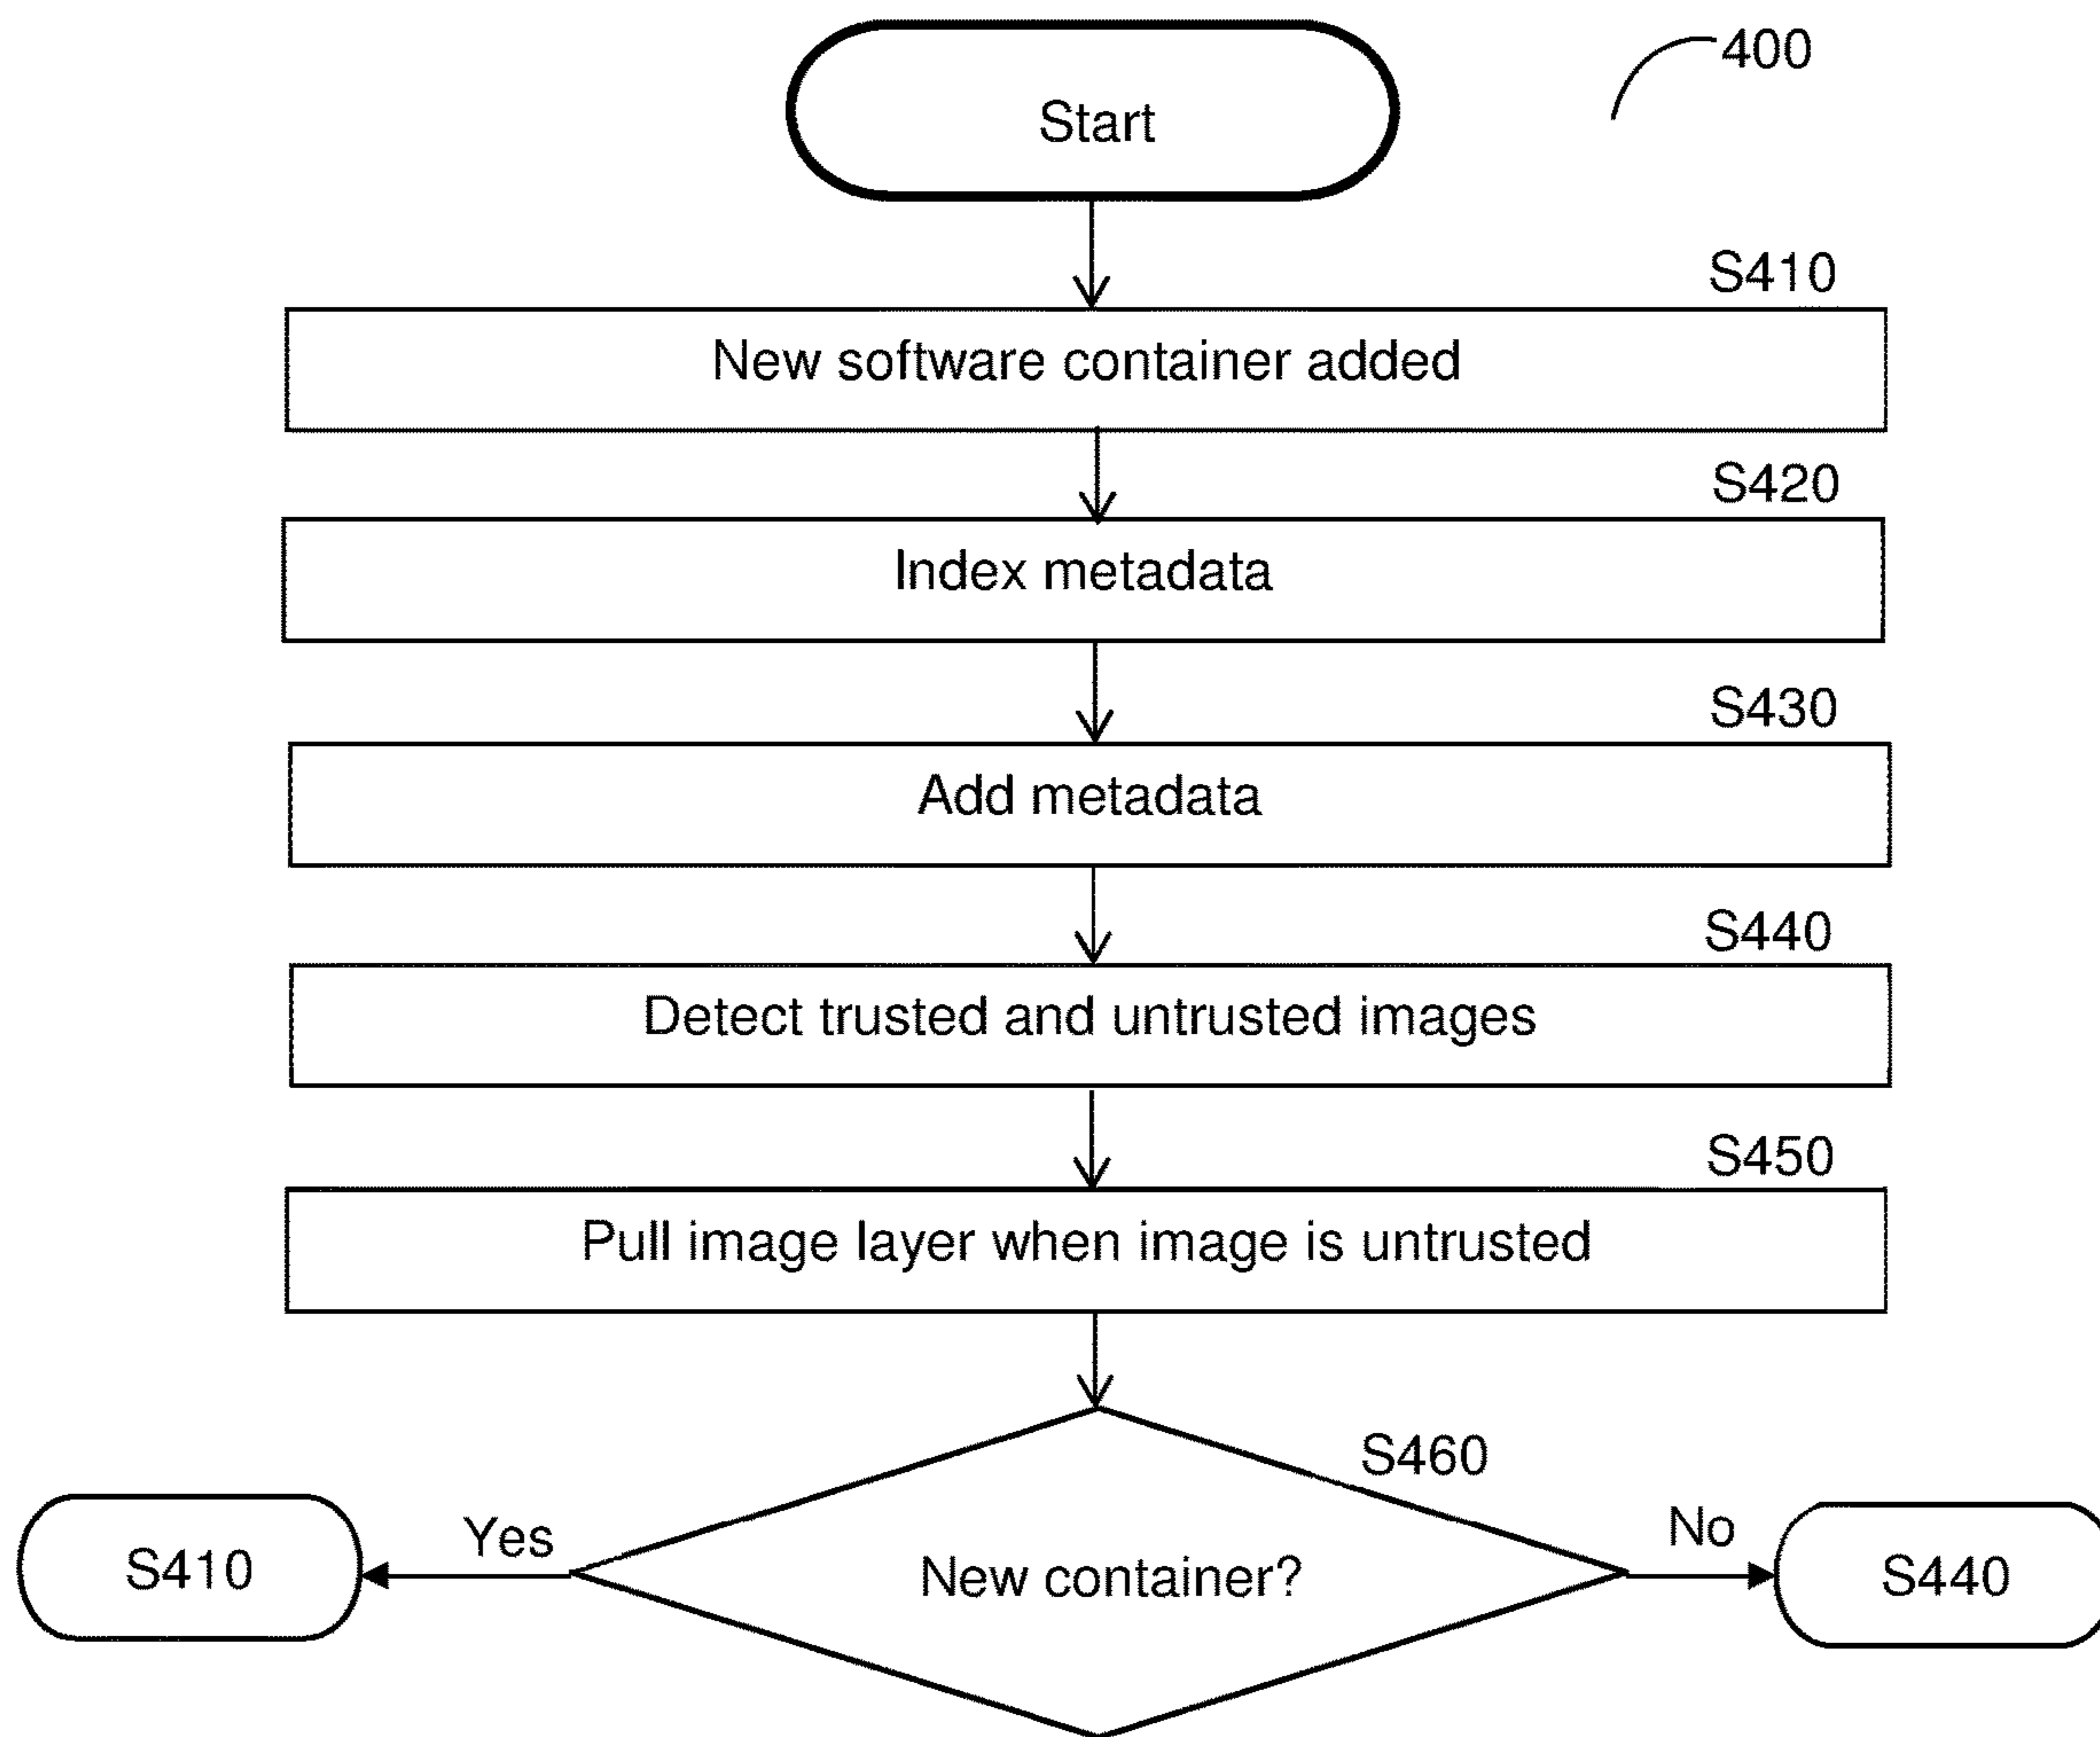 400
Start
S410
New software container added
S420
Index metadata
S430
Add metadata
S440
Detect trusted and untrusted images
S450
Pull image layer when image is untrusted
S460
S410
Yes
New container?
No
S440